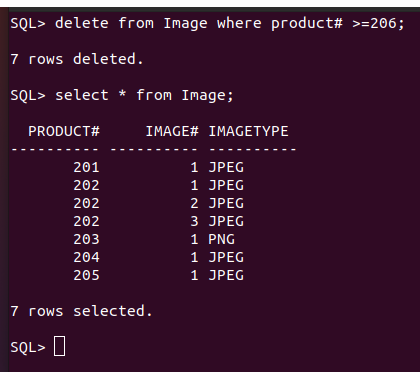 SQL> delete from Image where product# >=206;
7 rows deleted.
SQL> select * from Image;
PRODUCT# IMAGE# IMAGETYPE
---------- ---------- ----------
201 1 JPEG
202 1 JPEG
202 2 JPEG
202 3 JPEG
203 1 PNG
204 1 JPEG
205 1 JPEG
7 rows selected.
SQL>